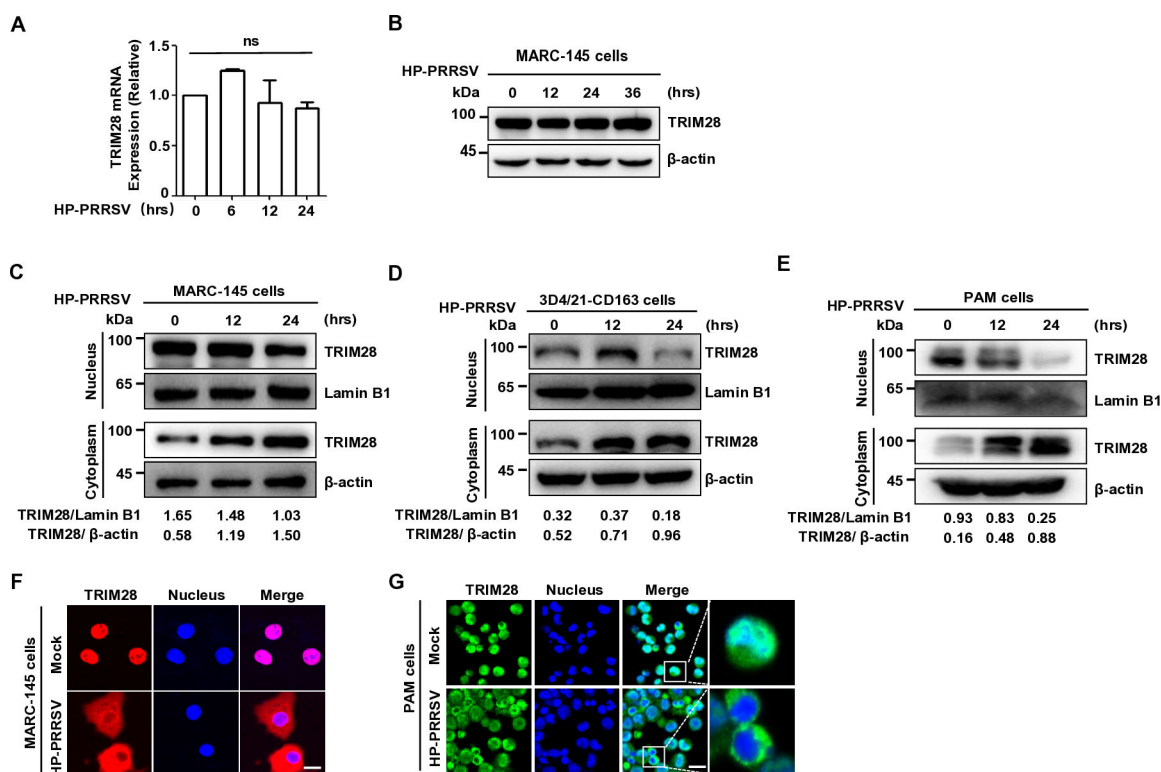 A
ns
TRIM28 mRNA
Expression (Relative)
1.5
1.0
0.5
0
HP-PRRSV (hrs) 0 6 12 24
B
MARC-145 cells
HP-PRRSV
kDa 0 12 24 36 (hrs)
100 TRIM28
45 β-actin
C
MARC-145 cells
HP-PRRSV
kDa 0 12 24 (hrs)
Nucleus
100 TRIM28
65 Lamin B1
Cytoplasm
100 TRIM28
45 β-actin
TRIM28/Lamin B1 1.65 1.48 1.03
TRIM28/ β-actin 0.58 1.19 1.50
D
3D4/21-CD163 cells
HP-PRRSV
kDa 0 12 24 (hrs)
Nucleus
100 TRIM28
65 Lamin B1
Cytoplasm
100 TRIM28
45 β-actin
TRIM28/Lamin B1 0.32 0.37 0.18
TRIM28/ β-actin 0.52 0.71 0.96
E
PAM cells
HP-PRRSV
kDa 0 12 24 (hrs)
Nucleus
100 TRIM28
65 Lamin B1
Cytoplasm
100 TRIM28
45 β-actin
TRIM28/Lamin B1 0.93 0.83 0.25
TRIM28/ β-actin 0.16 0.48 0.88
F
TRIM28 Nucleus Merge
MARC-145 cells
Mock
HP-PRRSV
G
TRIM28 Nucleus Merge
PAM cells
Mock
HP-PRRSV